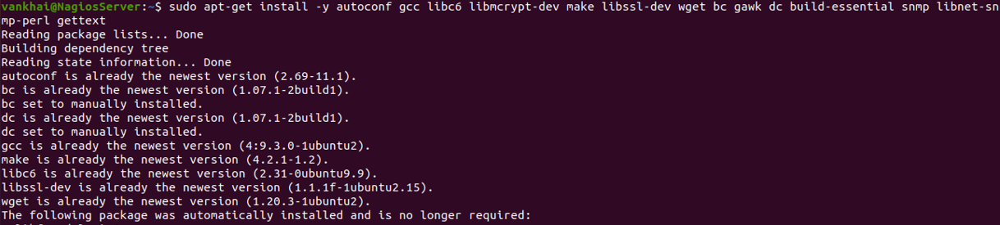 vankhai@NagiosServer:~$ sudo apt-get install -y autoconf gcc libc6 libmcrypt-dev make libssl-dev wget bc gawk dc build-essential snmp libnet-sn
mp-perl gettext
Reading package lists... Done
Building dependency tree
Reading state information... Done
autoconf is already the newest version (2.69-11.1).
bc is already the newest version (1.07.1-2build1).
bc set to manually installed.
dc is already the newest version (1.07.1-2build1).
dc set to manually installed.
gcc is already the newest version (4:9.3.0-1ubuntu2).
make is already the newest version (4.2.1-1.2).
libc6 is already the newest version (2.31-0ubuntu9.9).
libssl-dev is already the newest version (1.1.1f-1ubuntu2.15).
wget is already the newest version (1.20.3-1ubuntu2).
The following package was automatically installed and is no longer required: